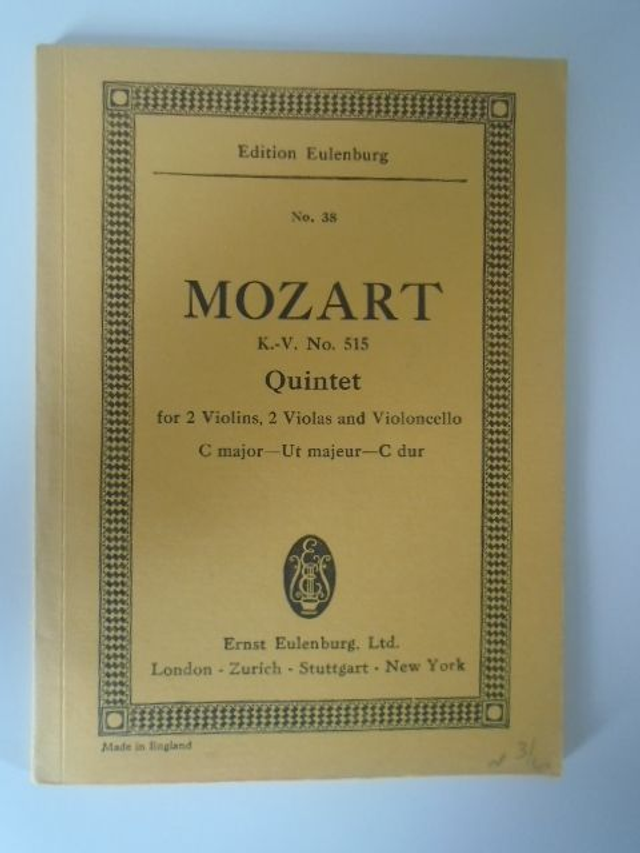 Edition Eulenburg
No. 38
MOZART
K.-V. No. 515
Quintet
for 2 Violins, 2 Violas and Violoncello
C major—Ut majeur—C dur
Ernst Eulenburg, Ltd.
London - Zurich - Stuttgart - New York
Made in England